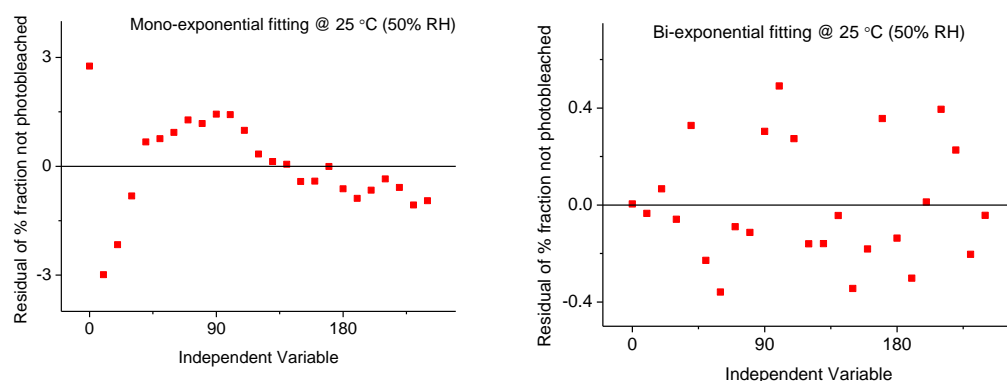 Mono-exponential fitting @ 25 °C (50% RH)
Residual of % fraction not photobleached
3
0
-3
0
90
180
Independent Variable
Bi-exponential fitting @ 25 °C (50% RH)
Residual of % fraction not photobleached
0.4
0.0
-0.4
0
90
180
Independent Variable